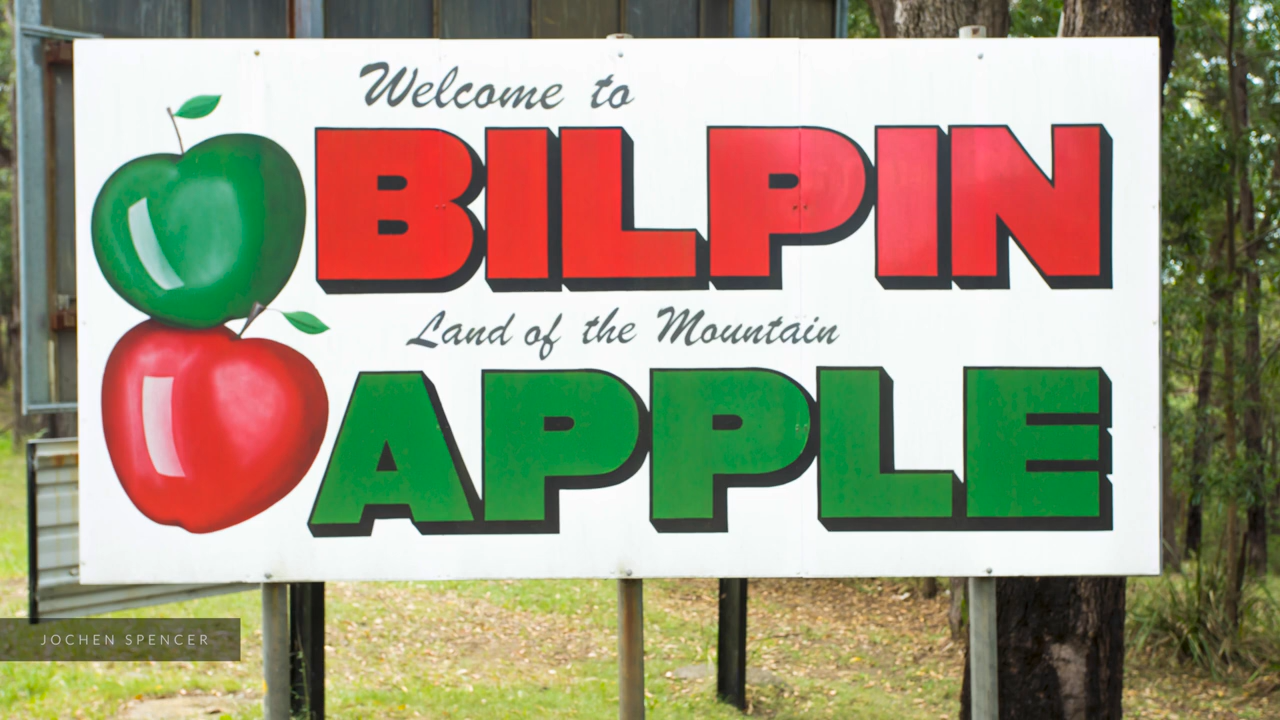 Welcome to
BILPIN
Land of the Mountain
APPLE
JOCHEN SPENCER